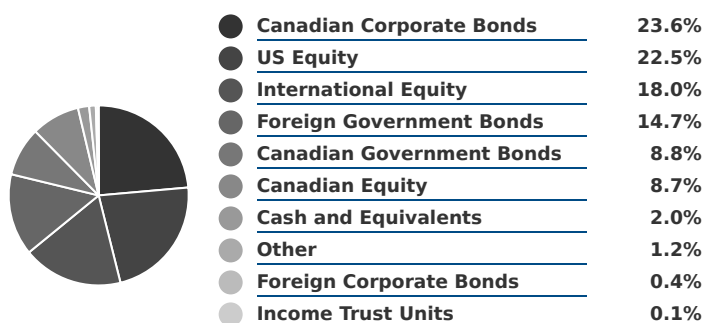 Canadian Corporate Bonds 23.6%
US Equity 22.5%
International Equity 18.0%
Foreign Government Bonds 14.7%
Canadian Government Bonds 8.8%
Canadian Equity 8.7%
Cash and Equivalents 2.0%
Other 1.2%
Foreign Corporate Bonds 0.4%
Income Trust Units 0.1%